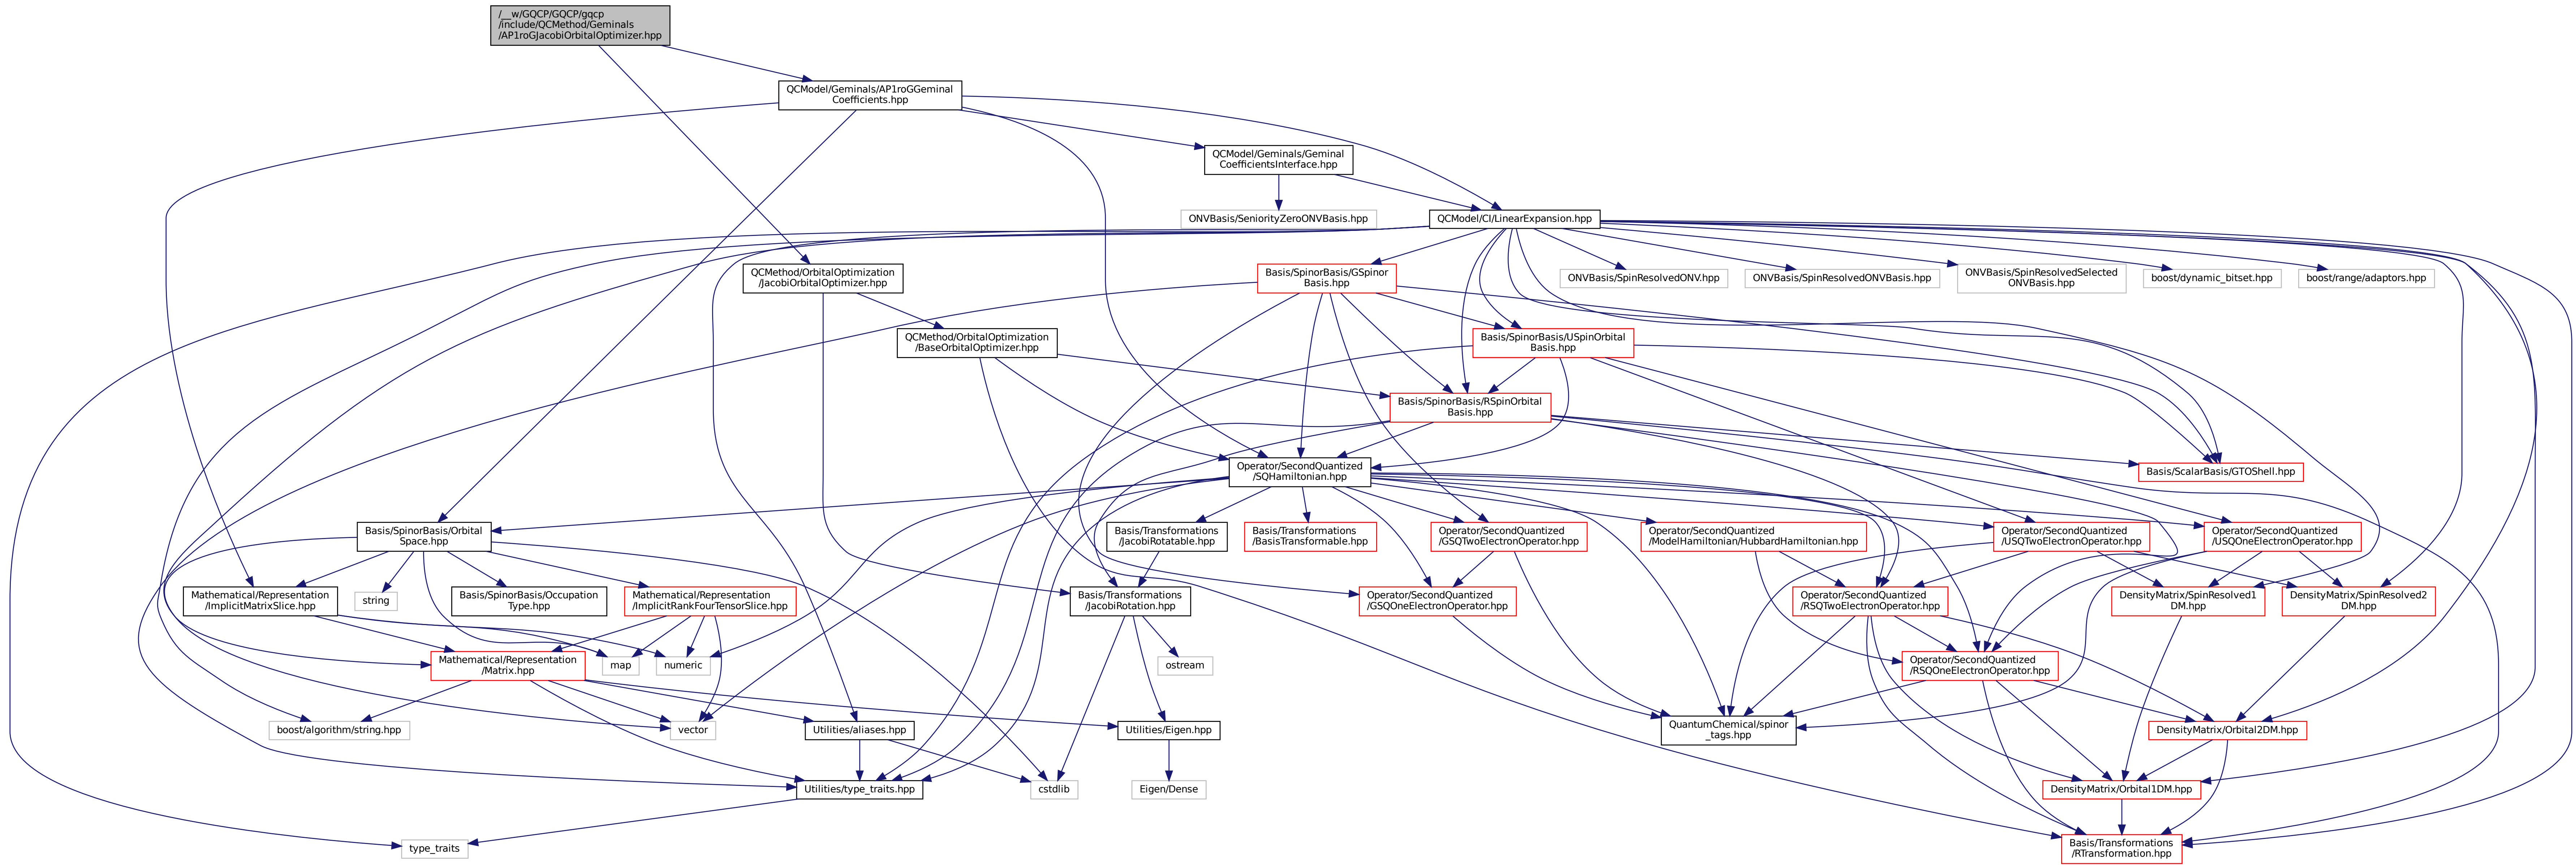 /__w/GQCP/GQCP/gqcp
/include/QCMethod/Geminals
/AP1roGJacobiOrbitalOptimizer.hpp
QCModel/Geminals/AP1roGGeminal
Coefficients.hpp
QCModel/Geminals/Geminal
CoefficientsInterface.hpp
ONVBasis/SeniorityZeroONVBasis.hpp
QCModel/CI/LinearExpansion.hpp
QCMethod/OrbitalOptimization
/JacobiOrbitalOptimizer.hpp
Basis/SpinorBasis/GSpinor
Basis.hpp
ONVBasis/SpinResolvedONV.hpp
ONVBasis/SpinResolvedONVBasis.hpp
ONVBasis/SpinResolvedSelected
ONVBasis.hpp
boost/dynamic_bitset.hpp
boost/range/adaptors.hpp
QCMethod/OrbitalOptimization
/BaseOrbitalOptimizer.hpp
Basis/SpinorBasis/USpinOrbital
Basis.hpp
Basis/SpinorBasis/RSpinOrbital
Basis.hpp
Operator/SecondQuantized
/SQHamiltonian.hpp
Basis/ScalarBasis/GTOShell.hpp
Basis/SpinorBasis/Orbital
Space.hpp
Basis/Transformations
/JacobiRotatable.hpp
Basis/Transformations
/BasisTransformable.hpp
Operator/SecondQuantized
/GSQTwoElectronOperator.hpp
Operator/SecondQuantized
/ModelHamiltonian/HubbardHamiltonian.hpp
Operator/SecondQuantized
/USQTwoElectronOperator.hpp
Operator/SecondQuantized
/USQOneElectronOperator.hpp
Mathematical/Representation
/ImplicitMatrixSlice.hpp
string
Basis/SpinorBasis/Occupation
Type.hpp
Mathematical/Representation
/ImplicitRankFourTensorSlice.hpp
Basis/Transformations
/JacobiRotation.hpp
Operator/SecondQuantized
/GSQOneElectronOperator.hpp
Operator/SecondQuantized
/RSQTwoElectronOperator.hpp
DensityMatrix/SpinResolved1
DM.hpp
DensityMatrix/SpinResolved2
DM.hpp
Mathematical/Representation
/Matrix.hpp
map
numeric
ostream
Operator/SecondQuantized
/RSQOneElectronOperator.hpp
boost/algorithm/string.hpp
vector
Utilities/aliases.hpp
Utilities/Eigen.hpp
QuantumChemical/spinor
_tags.hpp
DensityMatrix/Orbital2DM.hpp
Utilities/type_traits.hpp
cstdlib
Eigen/Dense
DensityMatrix/Orbital1DM.hpp
type_traits
Basis/Transformations
/RTransformation.hpp